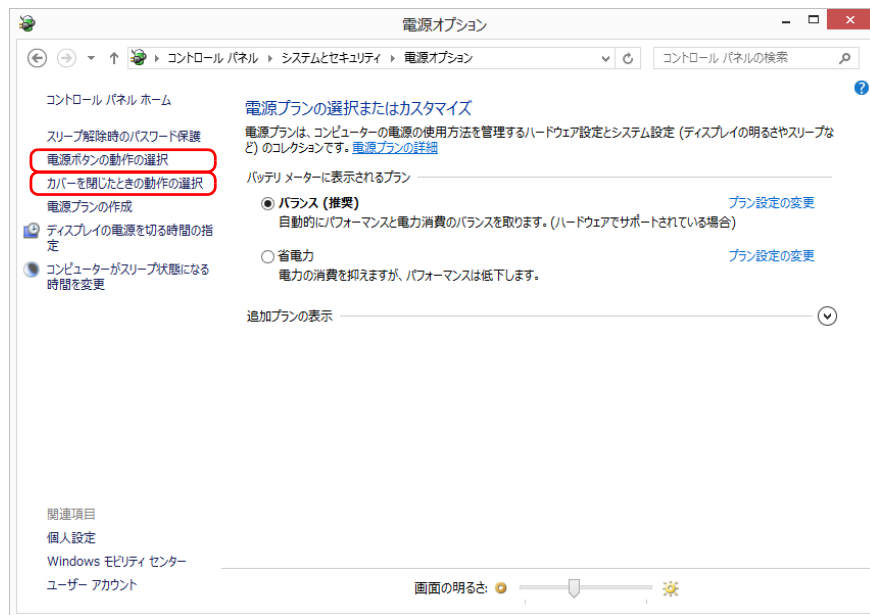 電源オプション
コントロール パネル ▸ システムとセキュリティ ▸ 電源オプション
コントロール パネルの検索
コントロール パネル ホーム
スリープ解除時のパスワード保護
電源ボタンの動作の選択
カバーを閉じたときの動作の選択
電源プランの作成
ディスプレイの電源を切る時間の指
定
コンピューターがスリープ状態になる
時間を変更
電源プランの選択またはカスタマイズ
電源プランは、コンピューターの電源の使用方法を管理するハードウェア設定とシステム設定 (ディスプレイの明るさやスリープな
ど) のコレクションです。電源プランの詳細
バッテリ メーターに表示されるプラン
バランス (推奨)
プラン設定の変更
自動的にパフォーマンスと電力消費のバランスを取ります。(ハードウェアでサポートされている場合)
省電力
プラン設定の変更
電力の消費を抑えますが、パフォーマンスは低下します。
追加プランの表示
関連項目
個人設定
Windows モビリティ センター
ユーザー アカウント
画面の明るさ: